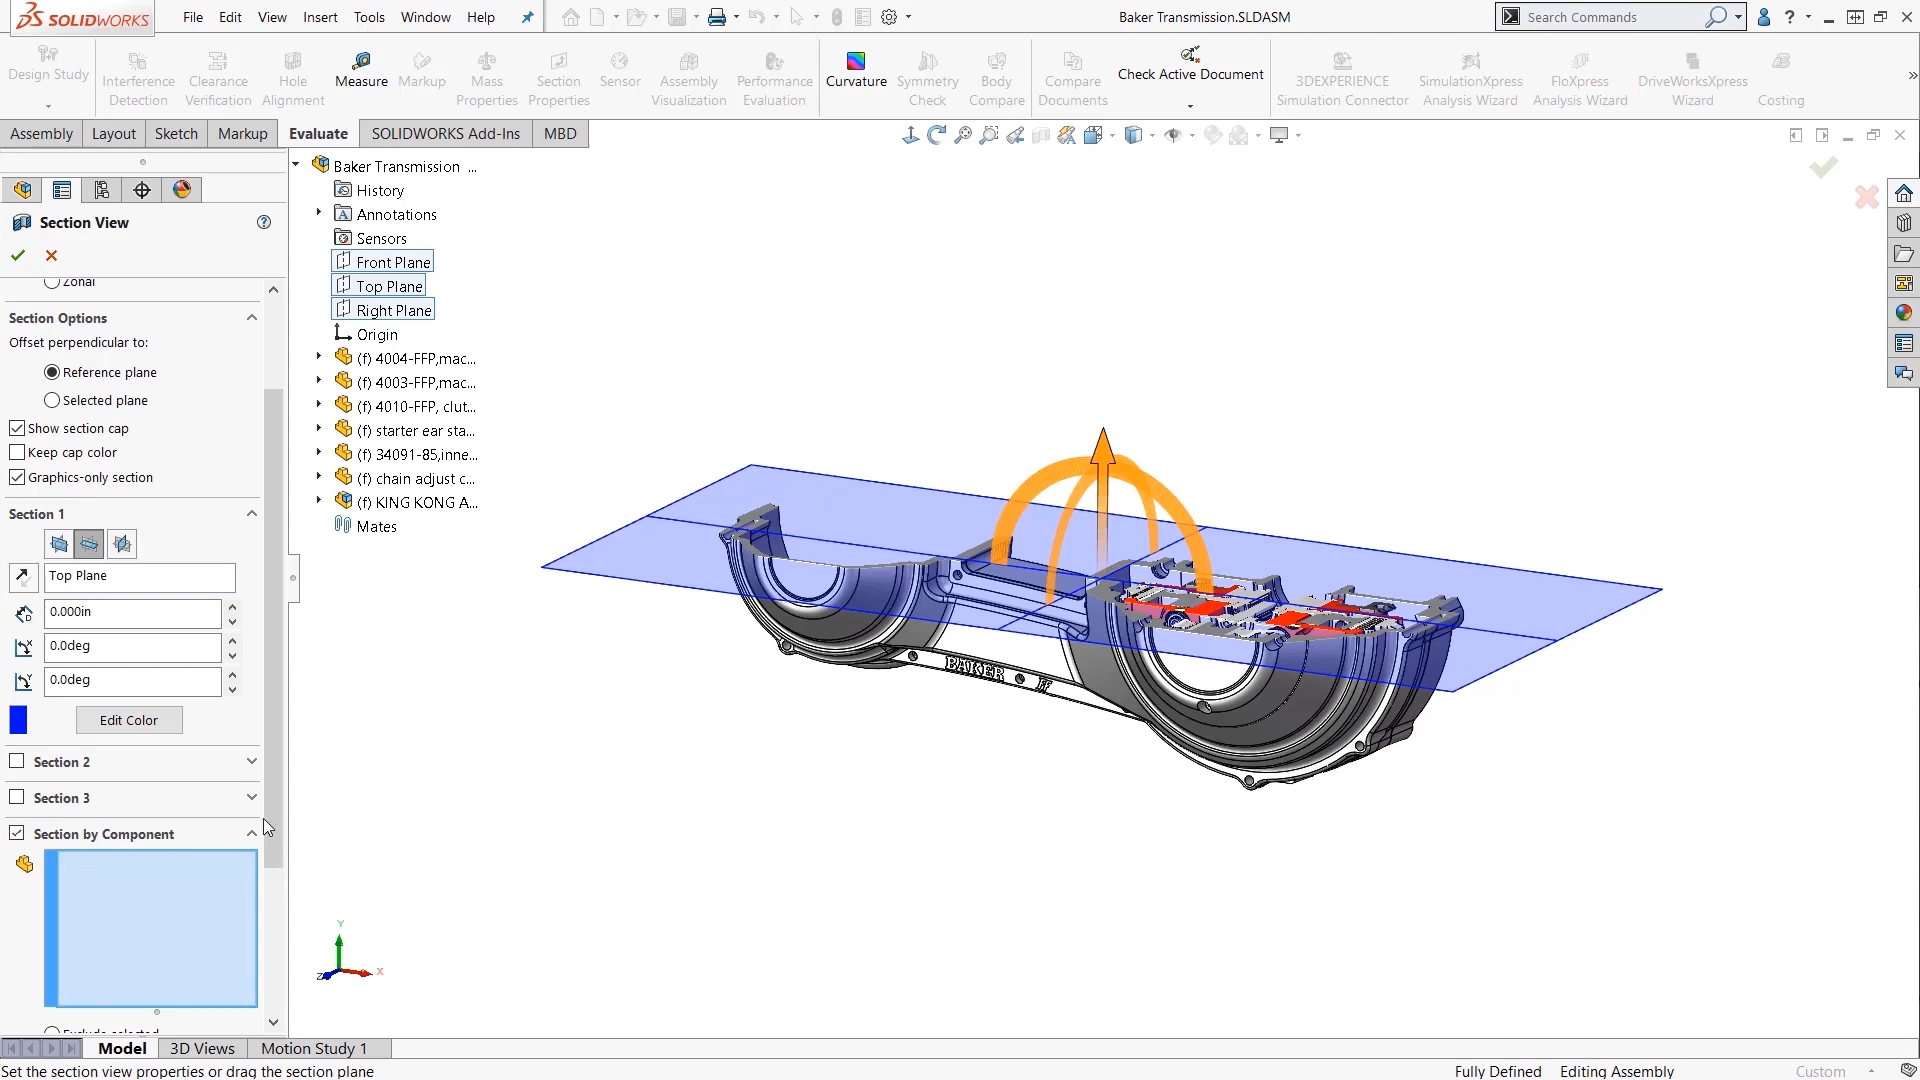 SOLIDWORKS File Edit View Insert Tools Window Help Baker Transmission.SLDASM Search Commands ?
Design Study
Interference Detection
Clearance Verification
Hole Alignment
Measure
Markup
Mass Properties
Section Properties
Sensor
Assembly Visualization
Performance Evaluation
Curvature
Symmetry Check
Body Compare
Compare Documents
Check Active Document
3DEXPERIENCE Simulation Connector
SimulationXpress Analysis Wizard
FloXpress Analysis Wizard
DriveWorksXpress Wizard
Costing
Assembly Layout Sketch Markup Evaluate SOLIDWORKS Add-Ins MBD
Section View
Zonal
Section Options
Offset perpendicular to:
Reference plane
Selected plane
Show section cap
Keep cap color
Graphics-only section
Section 1
Top Plane
0.000in
0.0deg
0.0deg
Edit Color
Section 2
Section 3
Section by Component
Baker Transmission ...
History
Annotations
Sensors
Front Plane
Top Plane
Right Plane
Origin
(f) 4004-FFP,mac...
(f) 4003-FFP,mac...
(f) 4010-FFP, clut...
(f) starter ear sta...
(f) 34091-85,inne...
(f) chain adjust c...
(f) KING KONG A...
Mates
BAKER
Y
Z
X
Model 3D Views Motion Study 1
Set the section view properties or drag the section plane Fully Defined Editing Assembly Custom